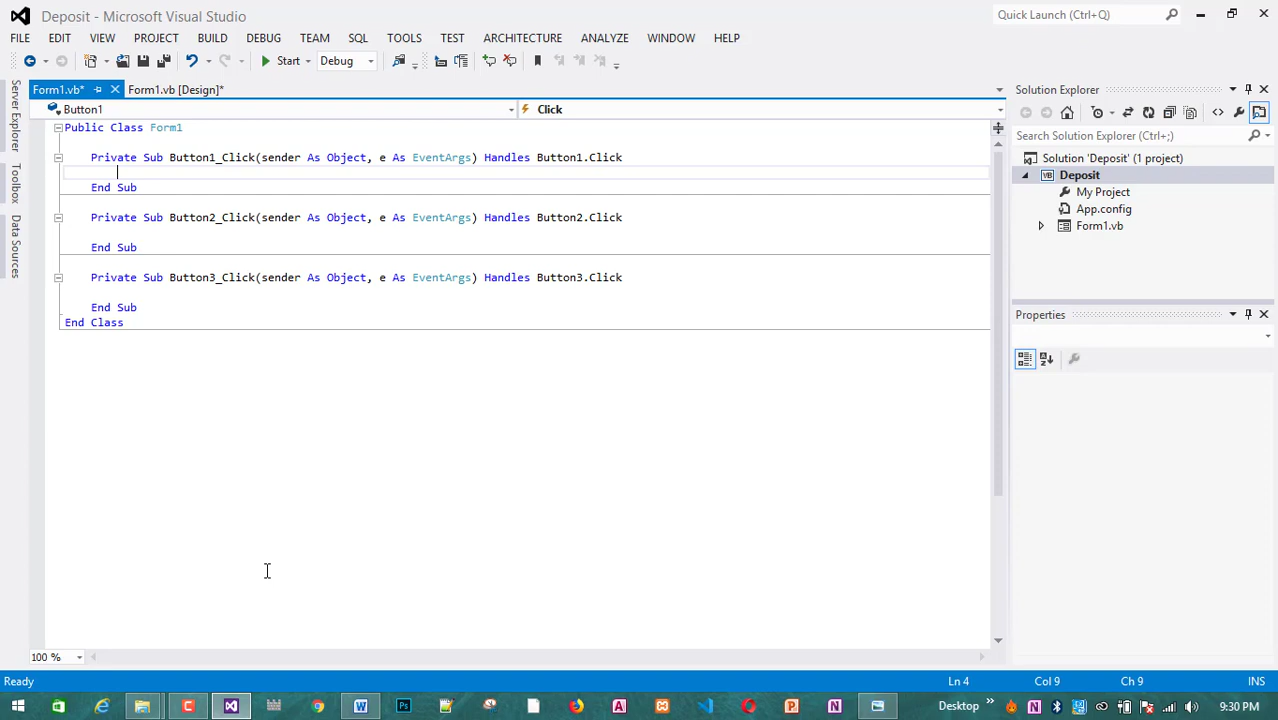 Deposit - Microsoft Visual Studio
Quick Launch (Ctrl+Q)
FILE EDIT VIEW PROJECT BUILD DEBUG TEAM SQL TOOLS TEST ARCHITECTURE ANALYZE WINDOW HELP
Start Debug
Server Explorer
Toolbox
Data Sources
Form1.vb* Form1.vb [Design]*
Button1 Click
Public Class Form1
Private Sub Button1_Click(sender As Object, e As EventArgs) Handles Button1.Click
End Sub
Private Sub Button2_Click(sender As Object, e As EventArgs) Handles Button2.Click
End Sub
Private Sub Button3_Click(sender As Object, e As EventArgs) Handles Button3.Click
End Sub
End Class
100 %
Solution Explorer
Search Solution Explorer (Ctrl+;)
Solution 'Deposit' (1 project)
VB Deposit
My Project
App.config
Form1.vb
Properties
Ready Ln 4 Col 9 Ch 9 INS
Desktop 9:30 PM